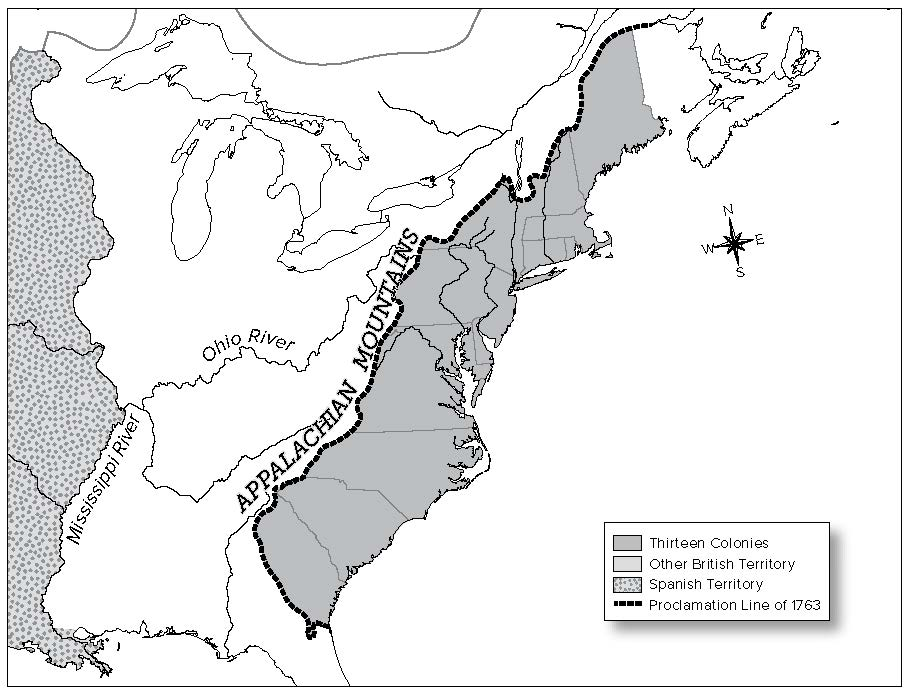 N
W E
S
APPALACHIAN MOUNTAINS
Ohio River
Mississippi River
Thirteen Colonies
Other British Territory
Spanish Territory
Proclamation Line of 1763